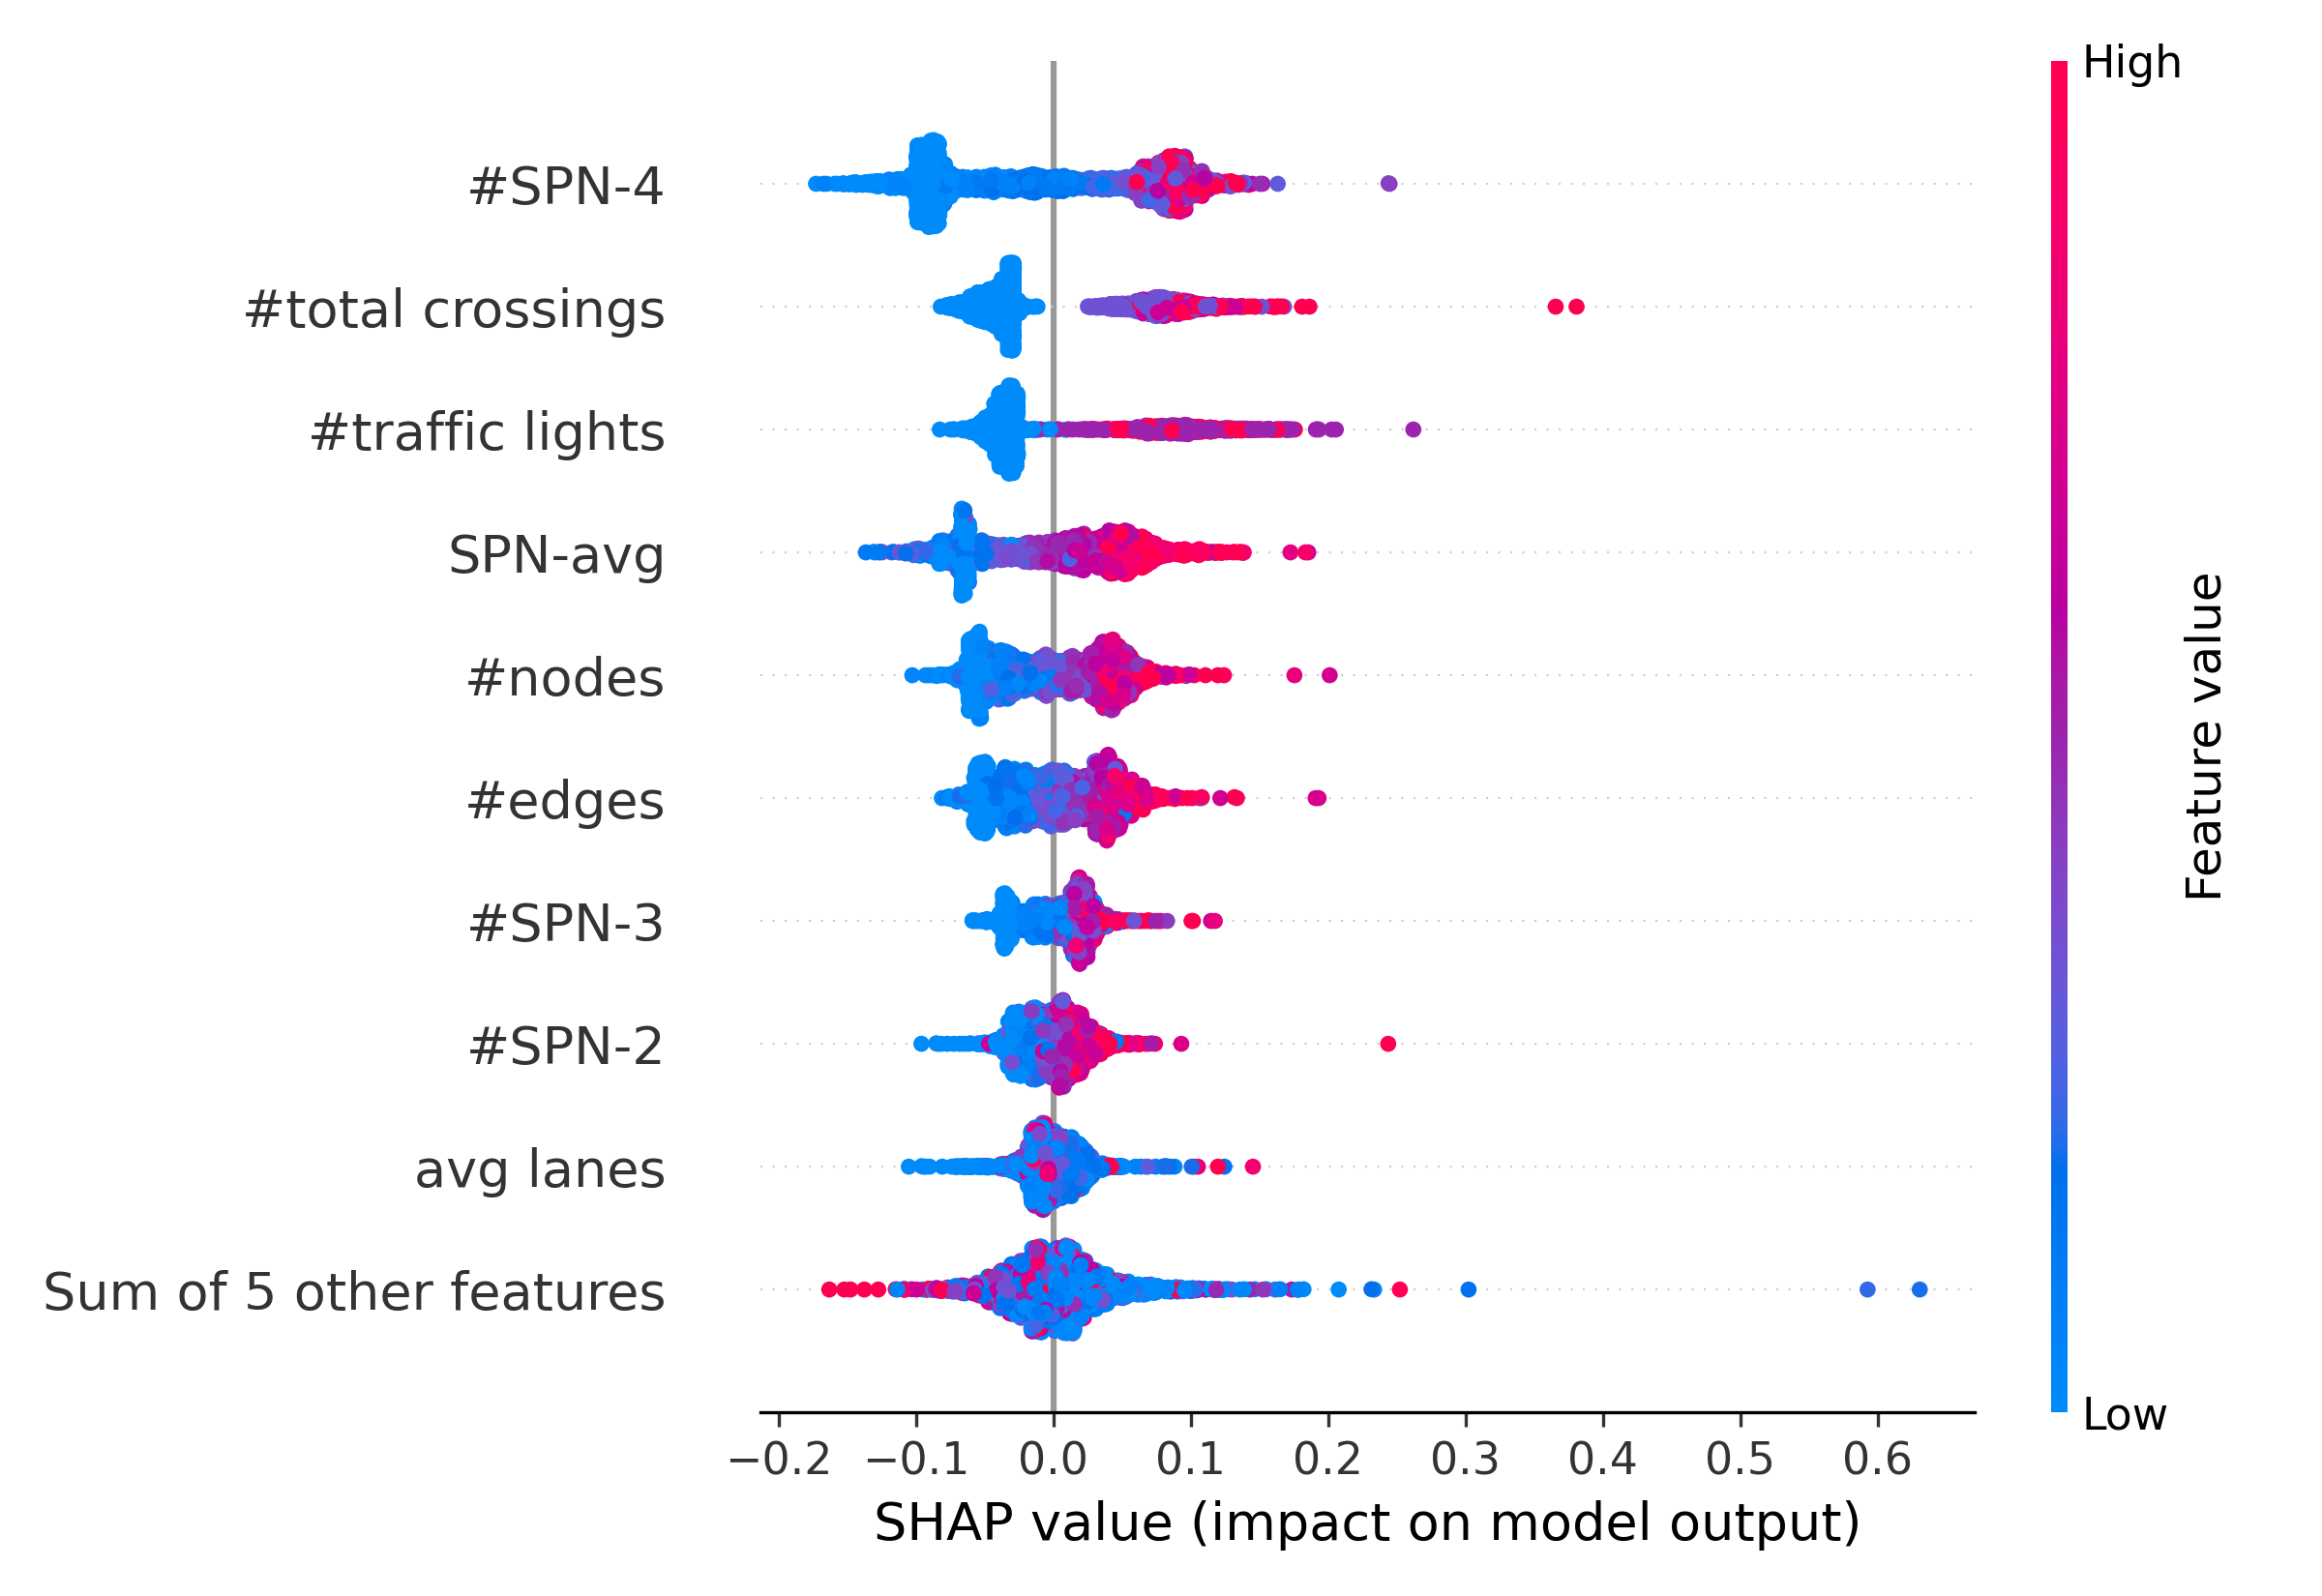 High
#SPN-4
#total crossings
#traffic lights
SPN-avg
#nodes
#edges
#SPN-3
#SPN-2
avg lanes
Sum of 5 other features
Feature value
Low
−0.2 −0.1 0.0 0.1 0.2 0.3 0.4 0.5 0.6
SHAP value (impact on model output)